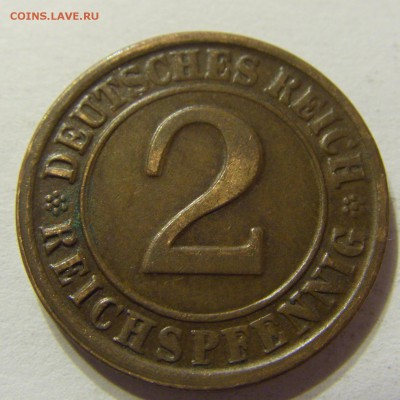 COINS.LAVE.RU
* DEUTSCHES REICH *
2
REICHSPFENNIG